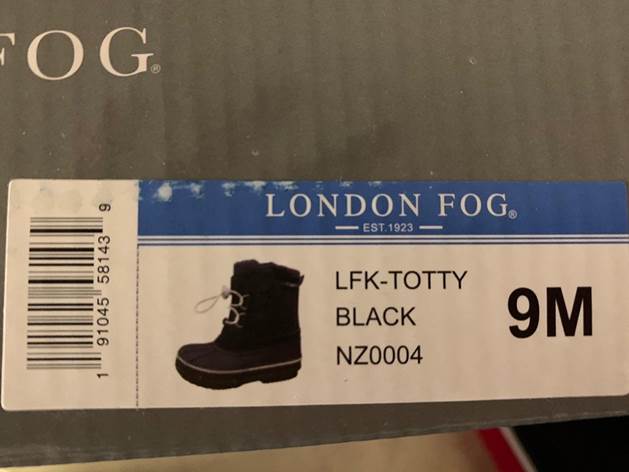 FOG®
LONDON FOG®
EST.1923
LFK-TOTTY
BLACK
NZ0004
9M
1 91045 58143 9